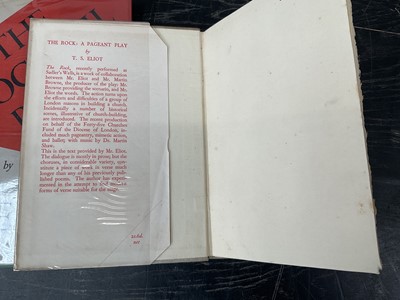 THE
by
THE ROCK: A PAGEANT PLAY
by
T. S. ELIOT
The Rock, recently performed at
Sadler's Wells, is a work of collaboration
between Mr. Eliot and Mr. Martin
Browne, the producer of the play; Mr.
Browne providing the scenario, and Mr.
Eliot the words. The action turns upon
the efforts and difficulties of a group of
London masons in building a church.
Incidentally a number of historical
scenes, illustrative of church-building,
are introduced. The recent production
on behalf of the Forty-five Churches
Fund of the Diocese of London, in-
cluded much pageantry, mimetic action,
and ballet; with music by Dr. Martin
Shaw.
This is the text provided by Mr. Eliot.
The dialogue is mostly in prose, but the
choruses, in considerable variety, con-
stitute a piece of work in verse much
longer than any of his previously pub-
lished poems. The author has experi-
mented in the attempt to find modern
forms of verse suitable for the stage.
net